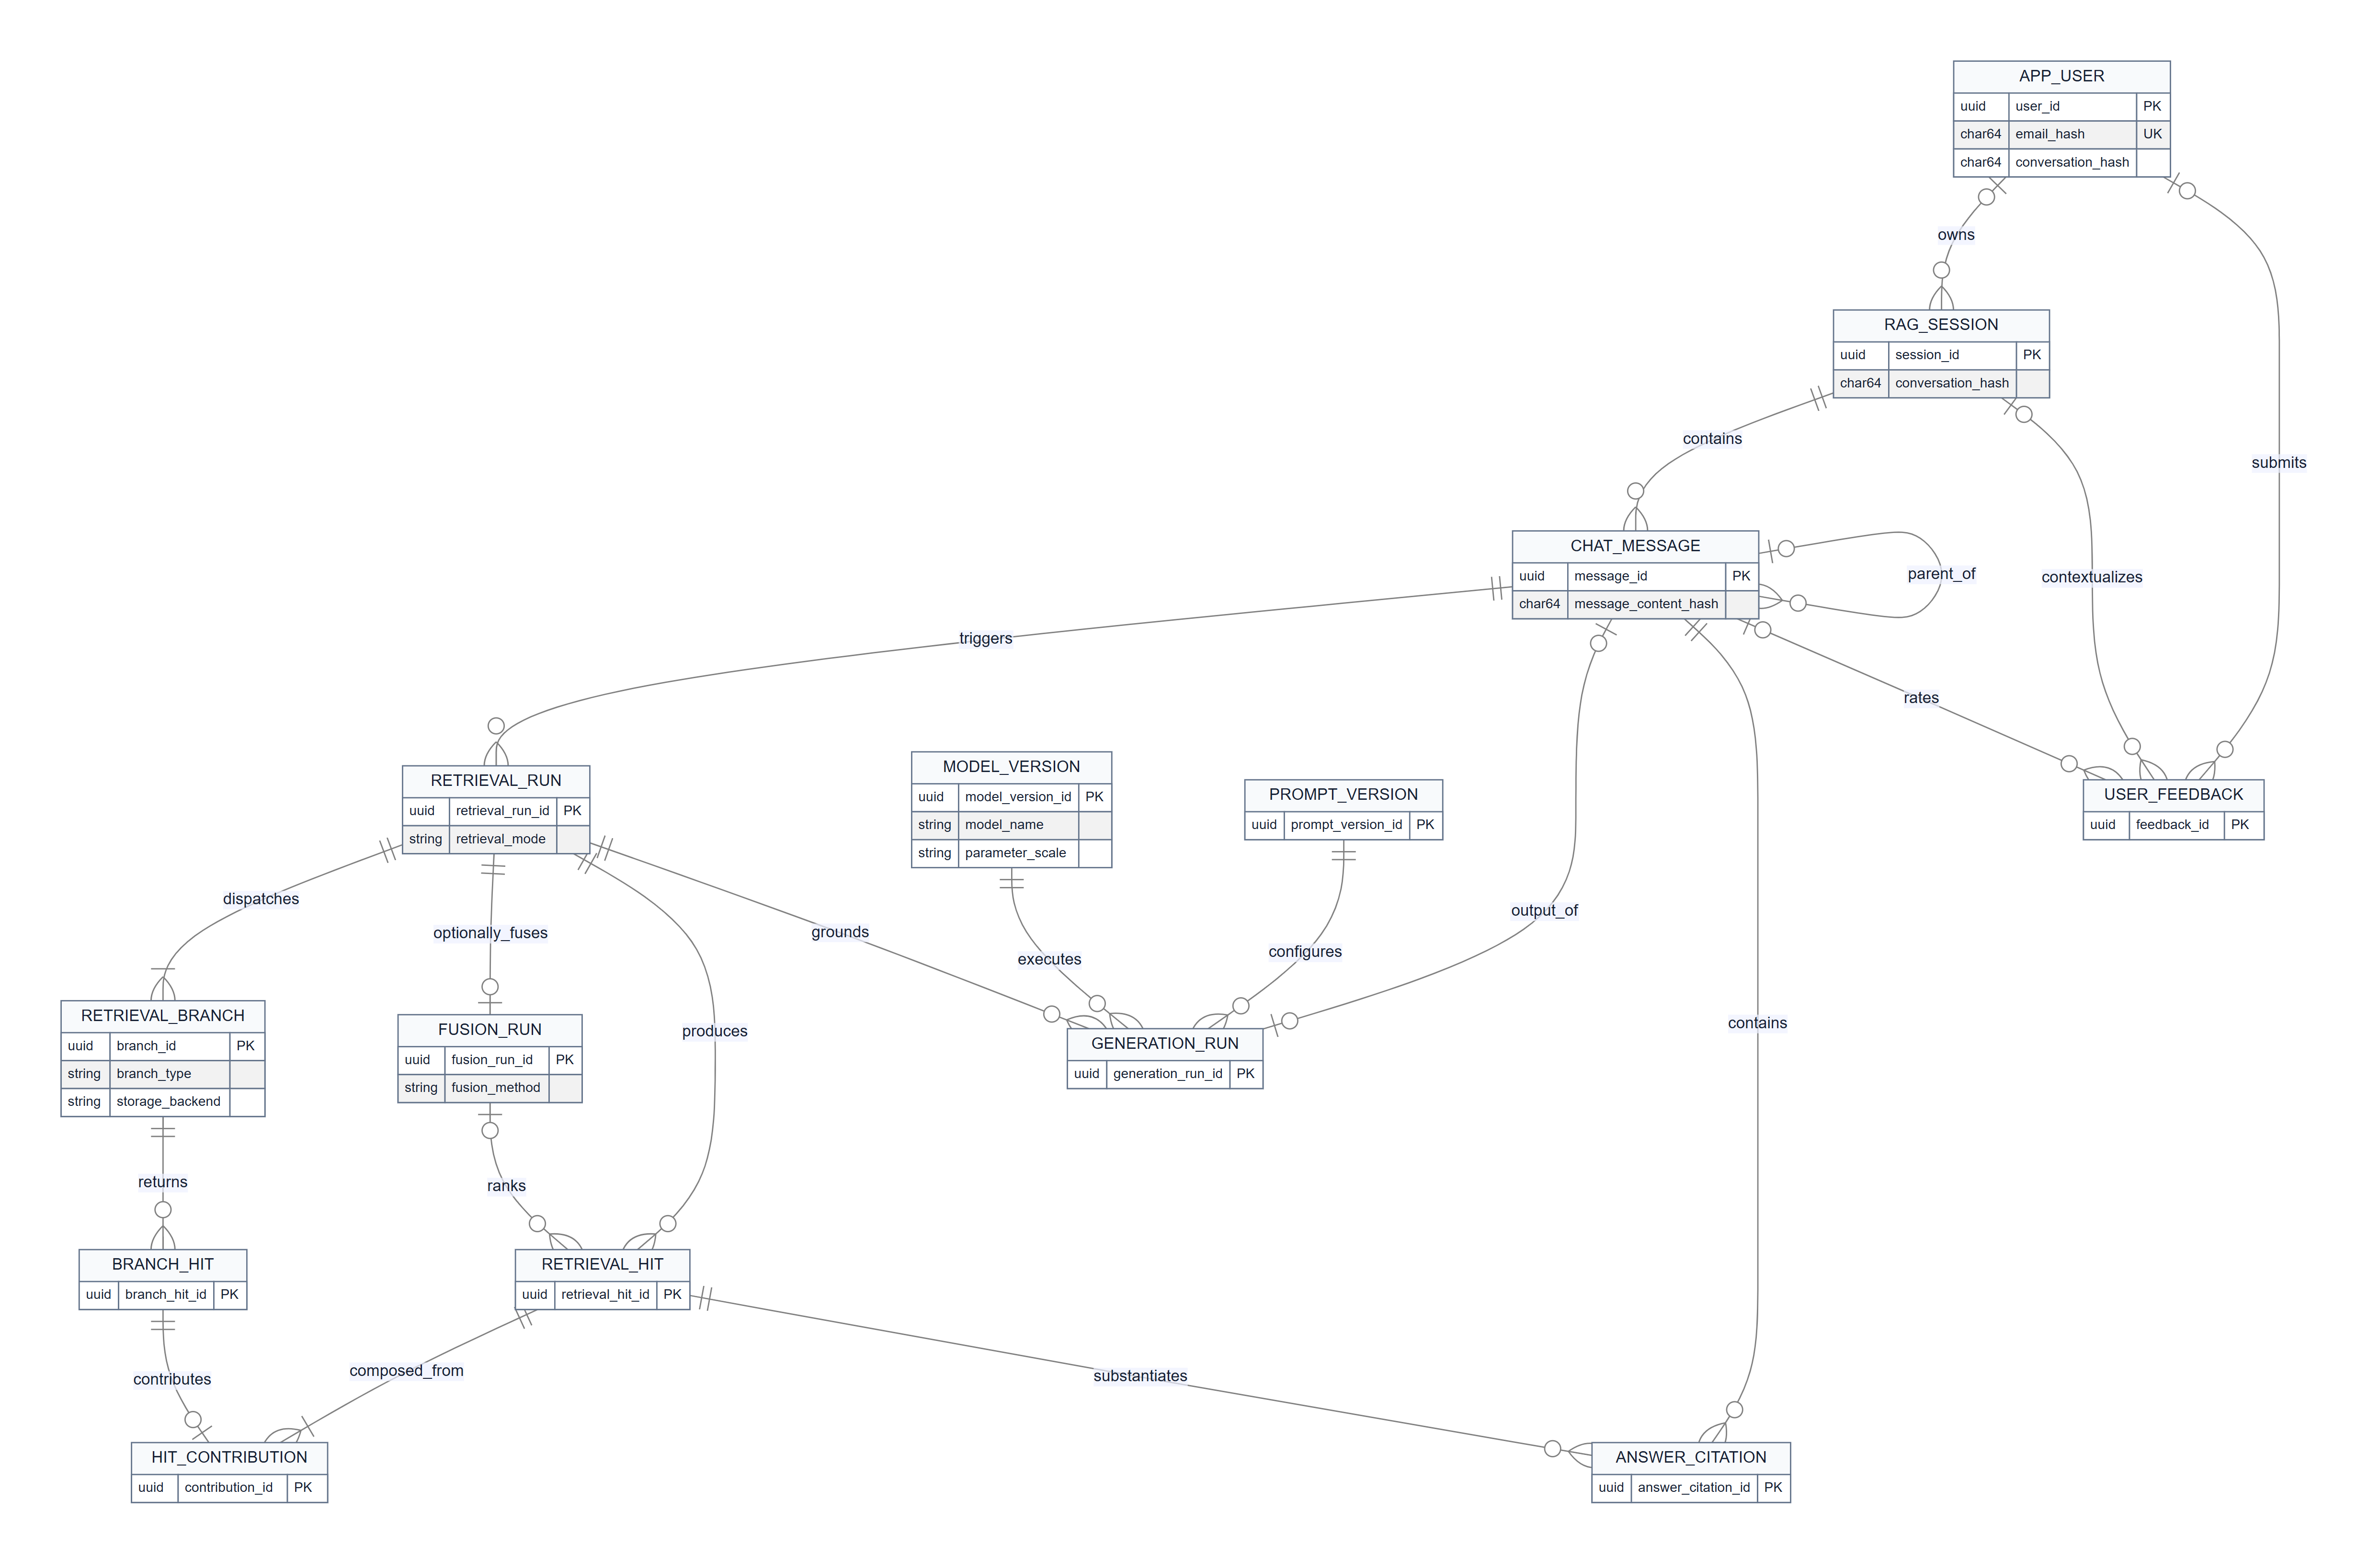 APP_USER
uuid user_id PK
char64 email_hash UK
char64 conversation_hash
owns
submits
RAG_SESSION
uuid session_id PK
char64 conversation_hash
contains
contextualizes
CHAT_MESSAGE
uuid message_id PK
char64 message_content_hash
parent_of
triggers
rates
RETRIEVAL_RUN
uuid retrieval_run_id PK
string retrieval_mode
MODEL_VERSION
uuid model_version_id PK
string model_name
string parameter_scale
PROMPT_VERSION
uuid prompt_version_id PK
USER_FEEDBACK
uuid feedback_id PK
dispatches
optionally_fuses
grounds
executes
configures
output_of
produces
contains
RETRIEVAL_BRANCH
uuid branch_id PK
string branch_type
string storage_backend
FUSION_RUN
uuid fusion_run_id PK
string fusion_method
GENERATION_RUN
uuid generation_run_id PK
returns
ranks
BRANCH_HIT
uuid branch_hit_id PK
RETRIEVAL_HIT
uuid retrieval_hit_id PK
contributes
composed_from
substantiates
HIT_CONTRIBUTION
uuid contribution_id PK
ANSWER_CITATION
uuid answer_citation_id PK